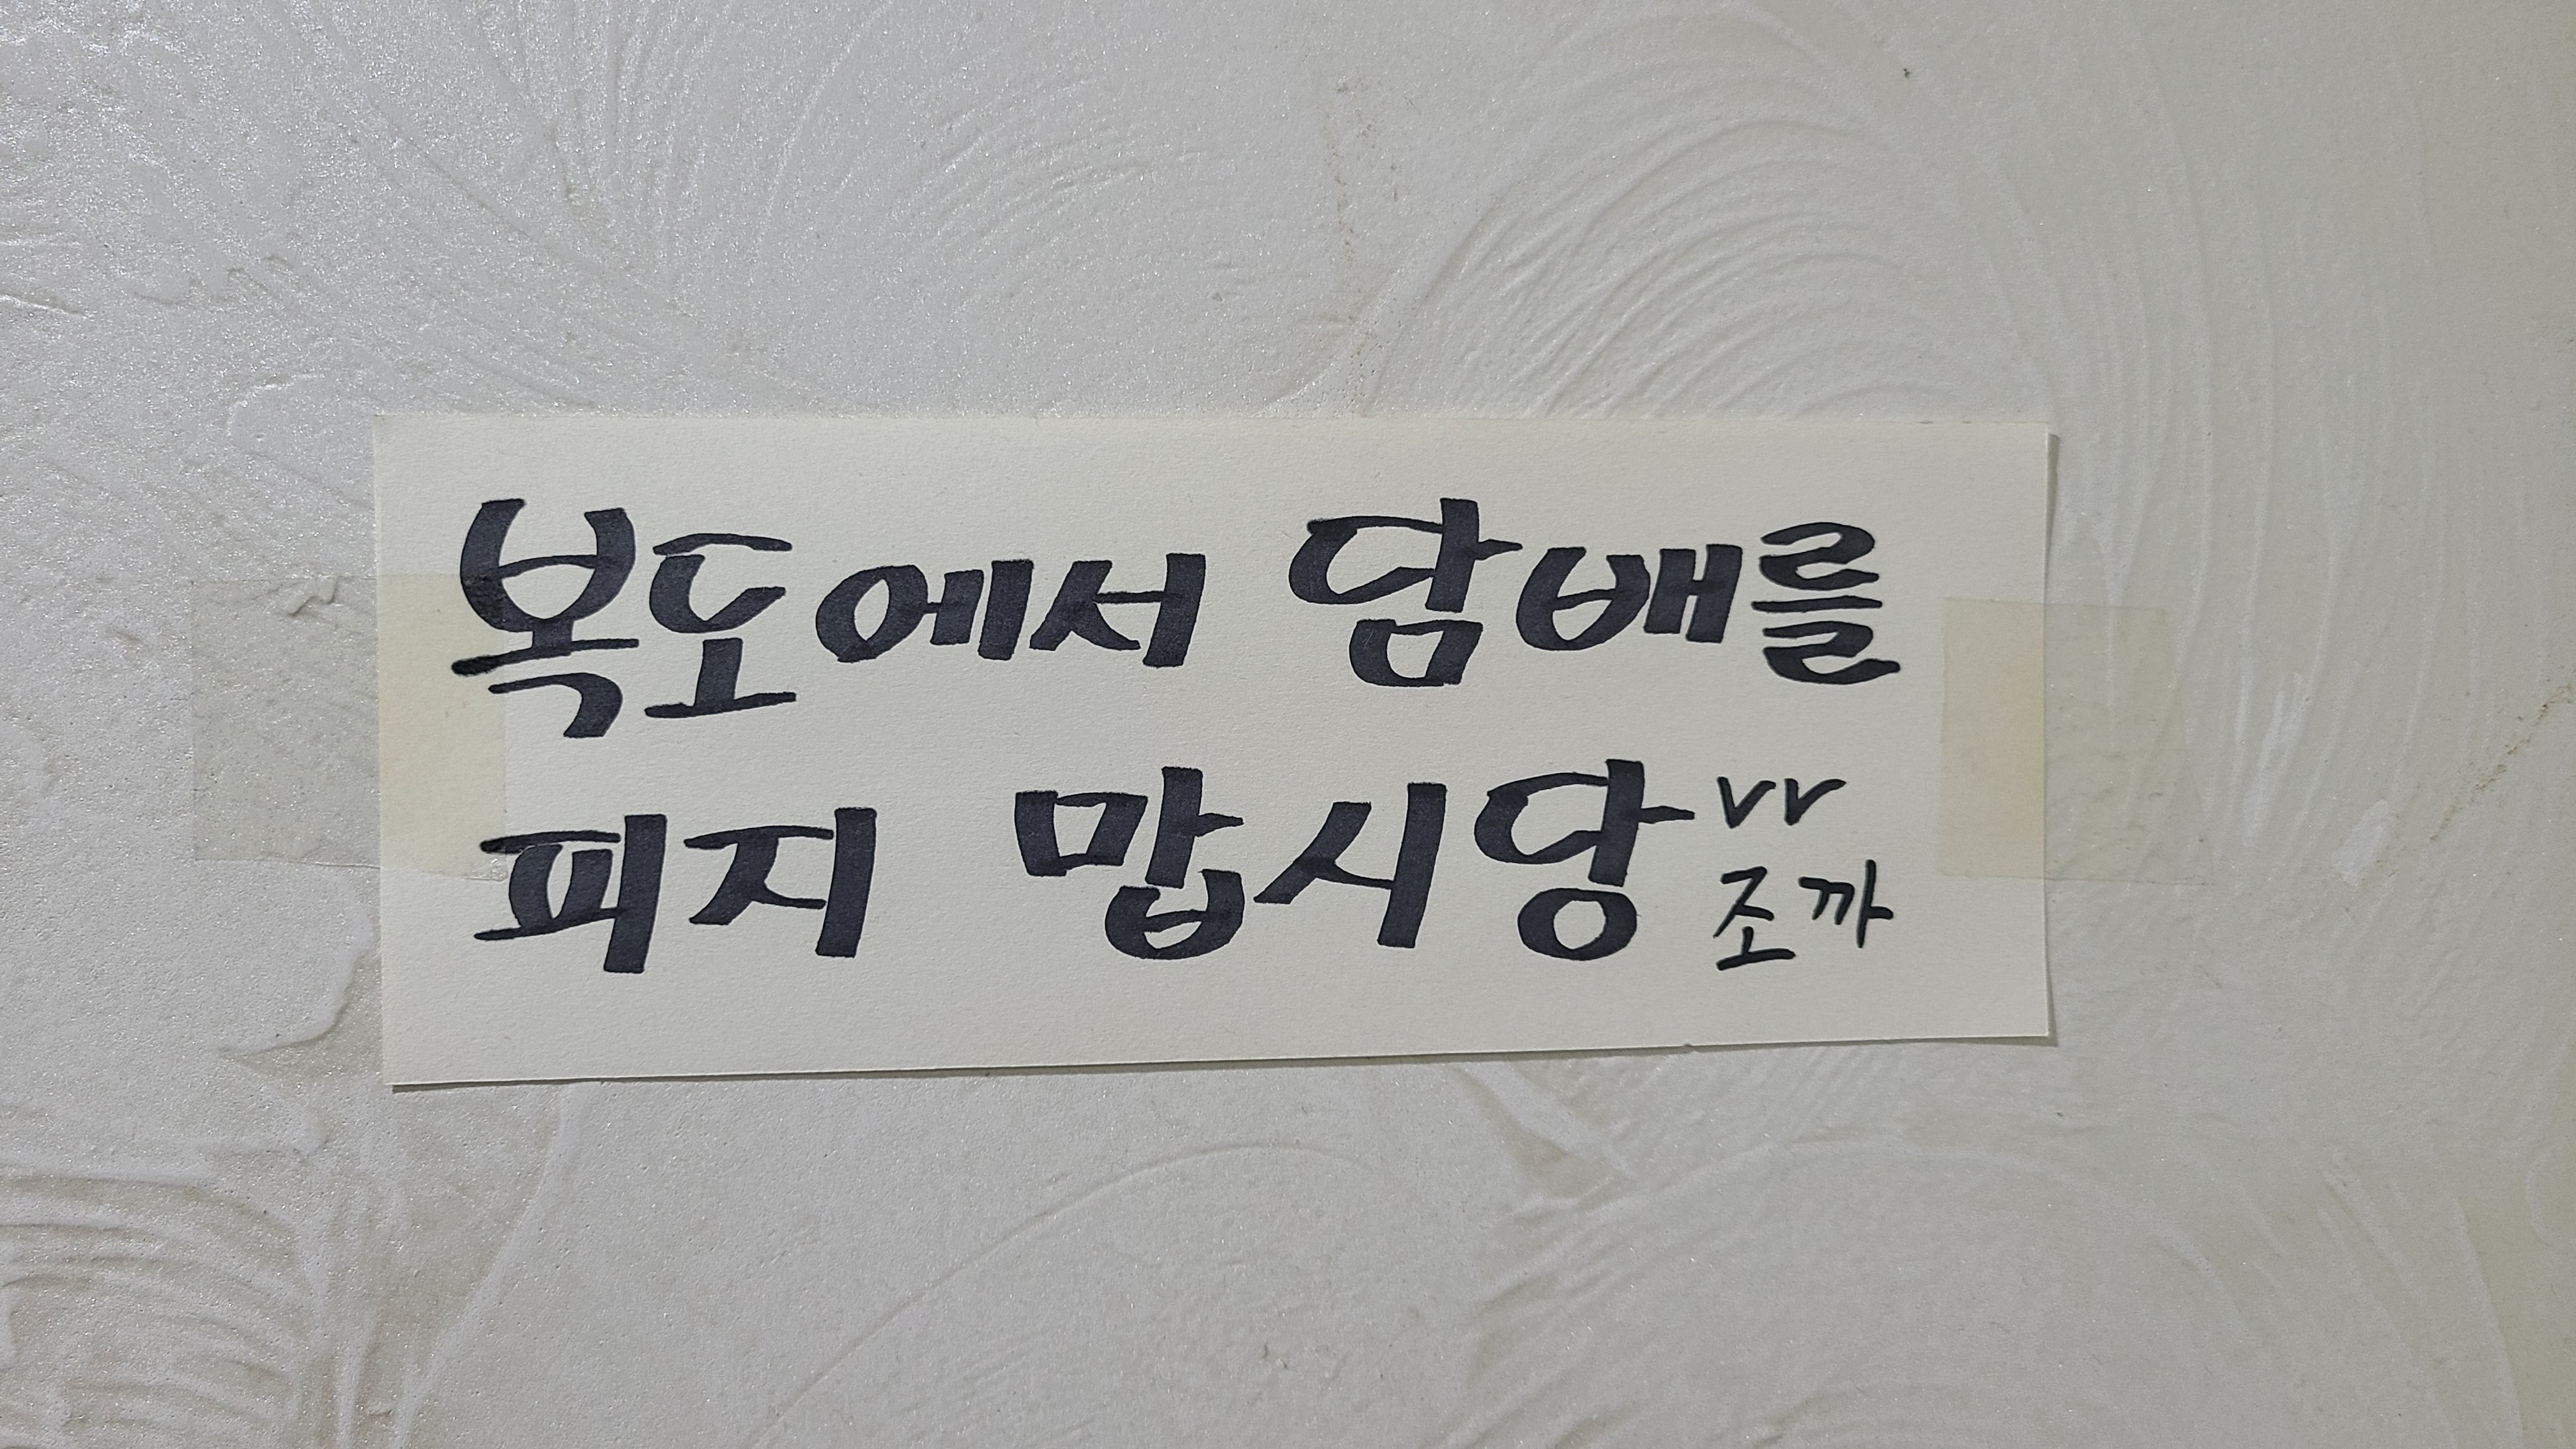 복도에서 담배를
피지 맙시당 vv
조까